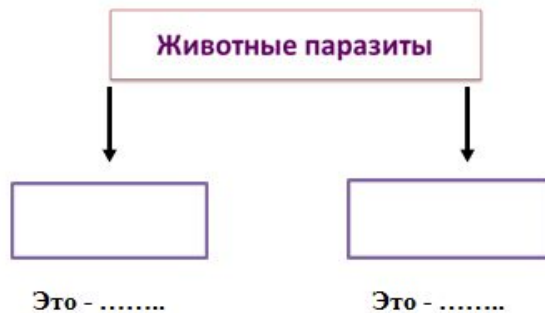 Животные паразиты
Это - ........ Это - ........